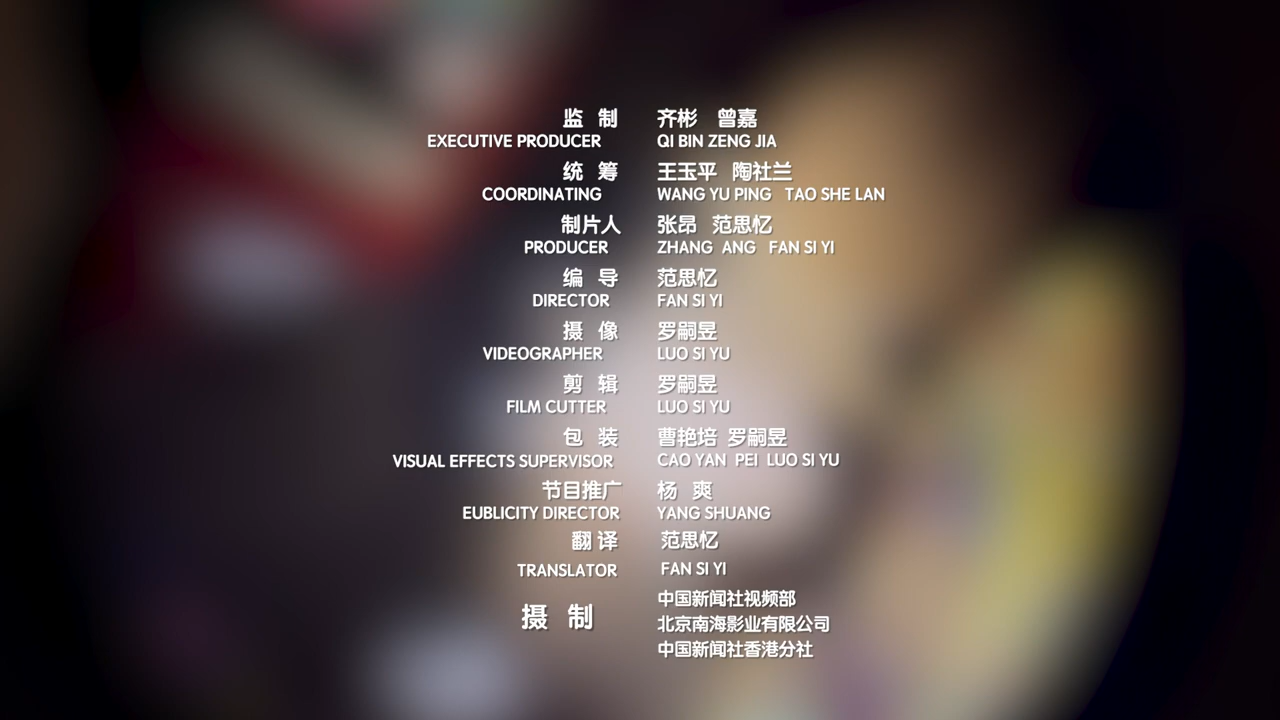 监 制 齐彬 曾嘉
EXECUTIVE PRODUCER QI BIN ZENG JIA
统 筹 王玉平 陶社兰
COORDINATING WANG YU PING TAO SHE LAN
制片人 张昂 范思忆
PRODUCER ZHANG ANG FAN SI YI
编 导 范思忆
DIRECTOR FAN SI YI
摄 像 罗嗣昱
VIDEOGRAPHER LUO SI YU
剪 辑 罗嗣昱
FILM CUTTER LUO SI YU
包 装 曹艳培 罗嗣昱
VISUAL EFFECTS SUPERVISOR CAO YAN PEI LUO SI YU
节目推广 杨 爽
EUBLICITY DIRECTOR YANG SHUANG
翻 译 范思忆
TRANSLATOR FAN SI YI
摄 制 中国新闻社视频部
北京南海影业有限公司
中国新闻社香港分社